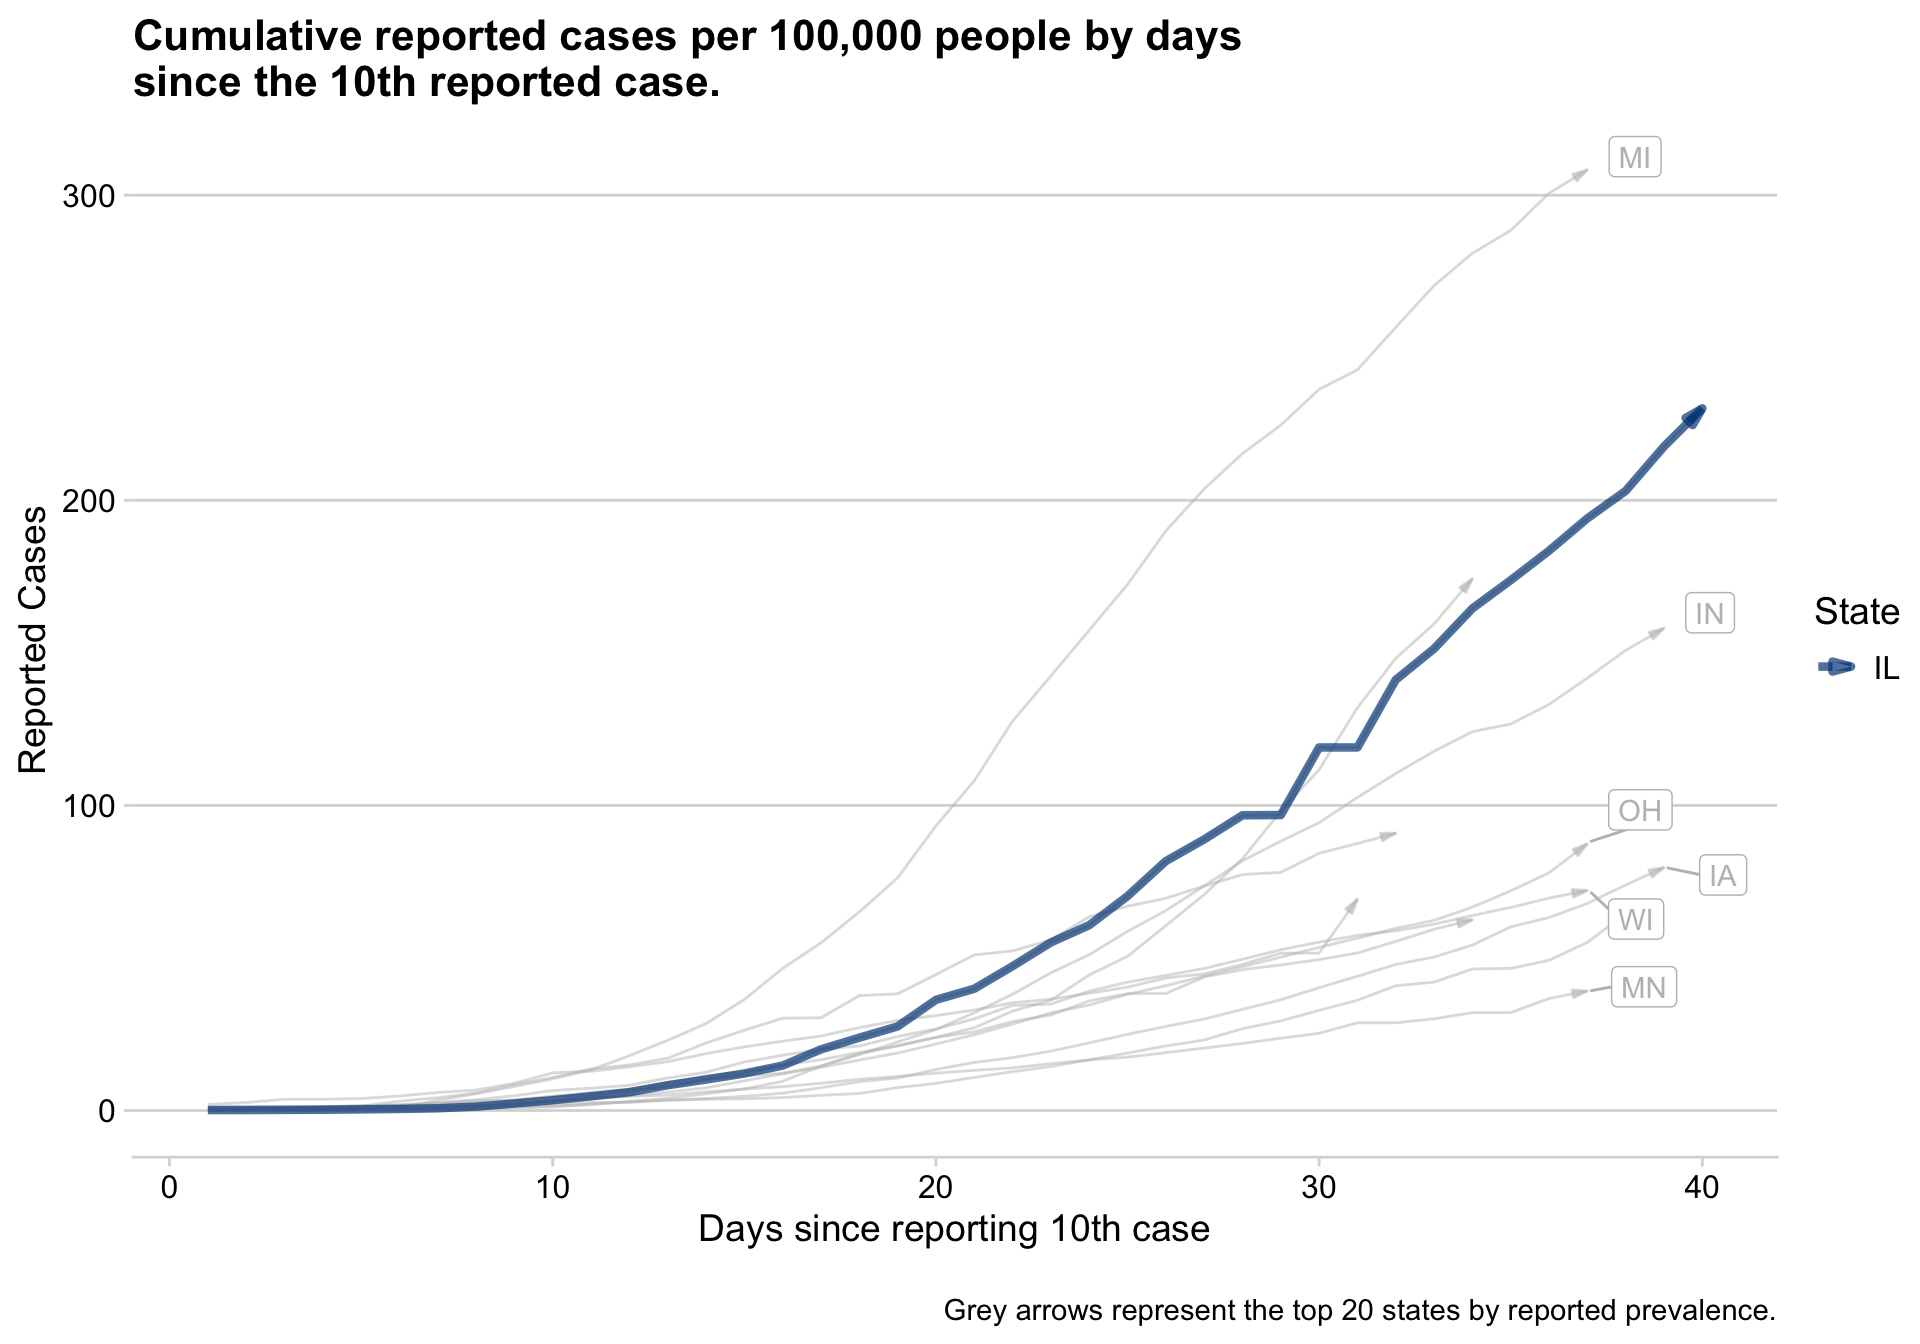 Cumulative reported cases per 100,000 people by days
since the 10th reported case.
Reported Cases
300
200
100
0
MI
IN
OH
IA
WI
MN
State
IL
0
10
20
30
40
Days since reporting 10th case
Grey arrows represent the top 20 states by reported prevalence.